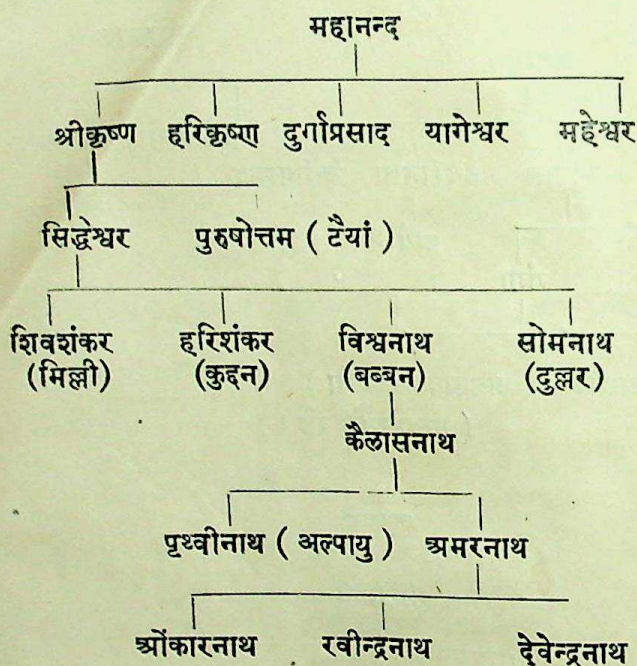 महानन्द
श्रीकृष्ण हरिकृष्ण दुर्गाप्रसाद यागेश्वर महेश्वर
सिद्धेश्वर पुरुषोत्तम ( टैयां )
शिवशंकर हरिशंकर विश्वनाथ सोमनाथ
(मिल्ली) (कुद्दन) (बब्बन) (दुल्लर)
कैलासनाथ
पृथ्वीनाथ ( अल्पायु ) अमरनाथ
ओंकारनाथ रवीन्द्रनाथ देवेन्द्रनाथ